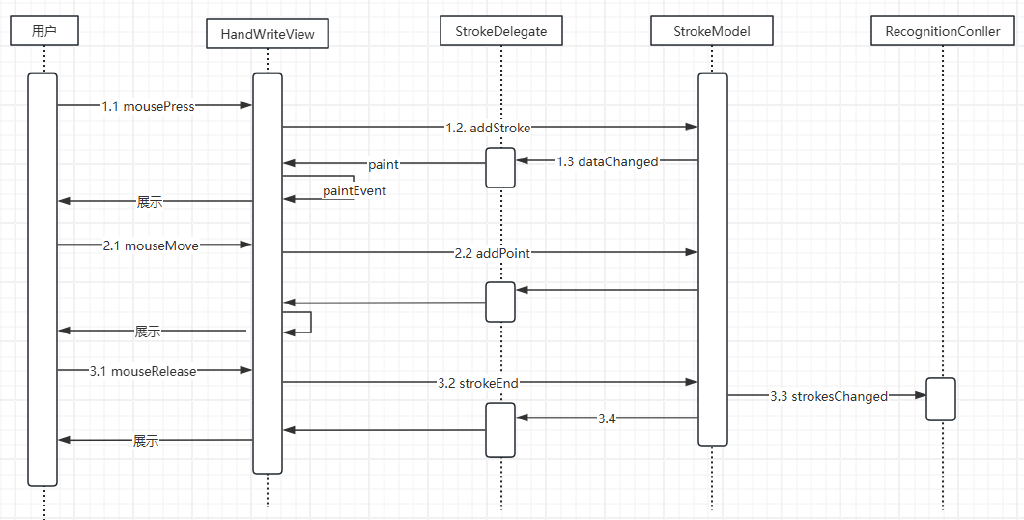 用户
HandWriteView
StrokeDelegate
StrokeModel
RecognitionConller
1.1 mousePress
1.2. addStroke
1.3 dataChanged
paint
paintEvent
展示
2.1 mouseMove
2.2 addPoint
展示
3.1 mouseRelease
3.2 strokeEnd
3.3 strokesChanged
3.4
展示